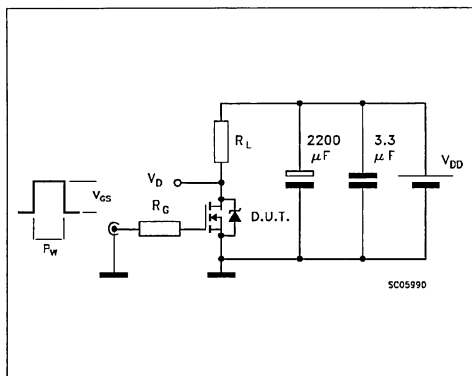 R_L
2200
μF
3.3
μF
V_DD
V_D
V_GS
R_G
D.U.T.
P_W
SC05990